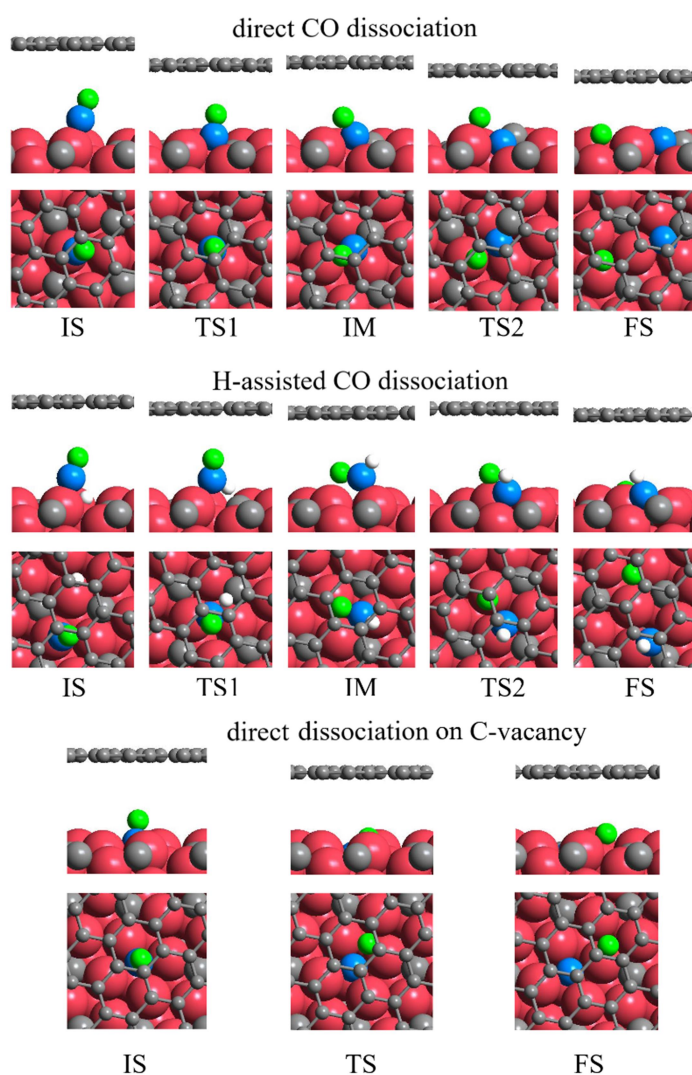 direct CO dissociation
IS TS1 IM TS2 FS
H-assisted CO dissociation
IS TS1 IM TS2 FS
direct dissociation on C-vacancy
IS TS FS